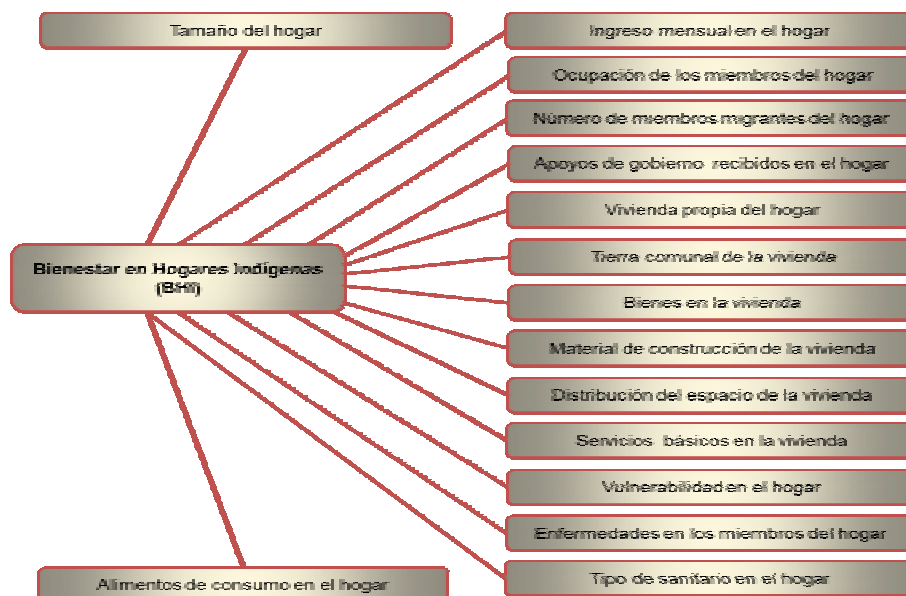 Tamaño del hogar
Ingreso mensual en el hogar
Ocupación de los miembros del hogar
Número de miembros migrantes del hogar
Apoyos de gobierno recibidos en el hogar
Vivienda propia del hogar
Bienestar en Hogares Indígenas
(BHI)
Tierra comunal de la vivienda
Bienes en la vivienda
Material de construcción de la vivienda
Distribución del espacio de la vivienda
Servicios básicos en la vivienda
Vulnerabilidad en el hogar
Enfermedades en los miembros del hogar
Tipo de sanitario en el hogar
Alimentos de consumo en el hogar